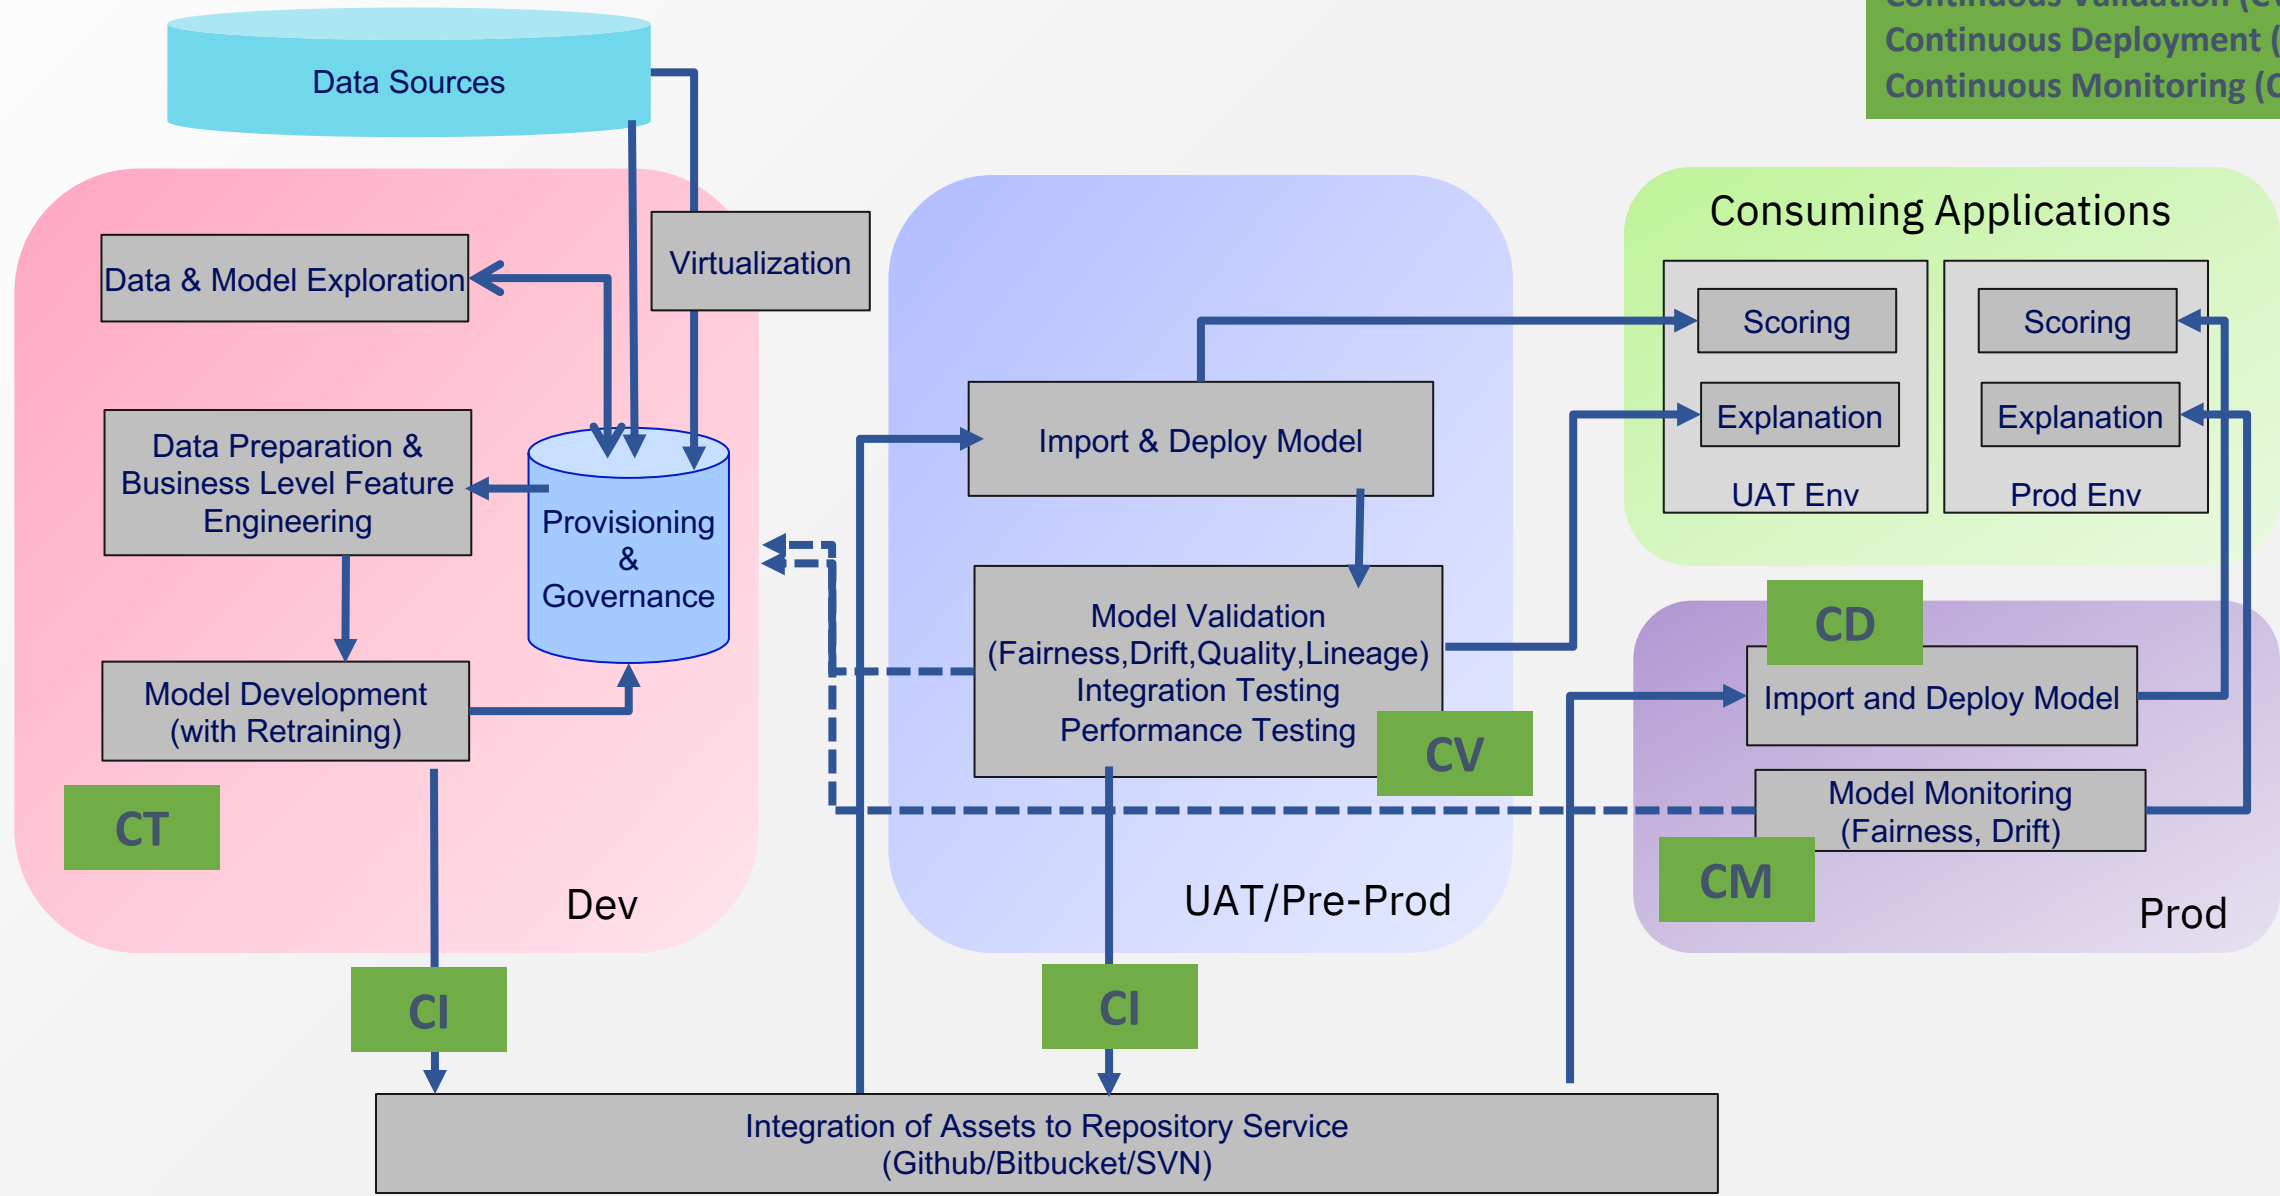 Continuous Validation
Continuous Deployment (
Continuous Monitoring (
Data Sources
Virtualization
Data & Model Exploration
Data Preparation &
Business Level Feature
Engineering
Provisioning
&
Governance
Model Development
(with Retraining)
CT
Dev
CI
Import & Deploy Model
Model Validation
(Fairness,Drift,Quality,Lineage)
Integration Testing
Performance Testing
CV
UAT/Pre-Prod
CI
Consuming Applications
Scoring
Explanation
UAT Env
Scoring
Explanation
Prod Env
CD
Import and Deploy Model
Model Monitoring
(Fairness, Drift)
CM
Prod
Integration of Assets to Repository Service
(Github/Bitbucket/SVN)